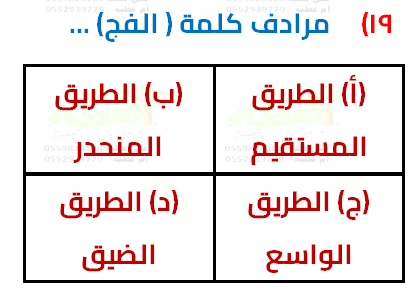 ١٩) مرادف كلمة ( الفج) ...
(أ) الطريق المستقيم
(ب) الطريق المنحدر
(ج) الطريق الواسع
(د) الطريق الضيق